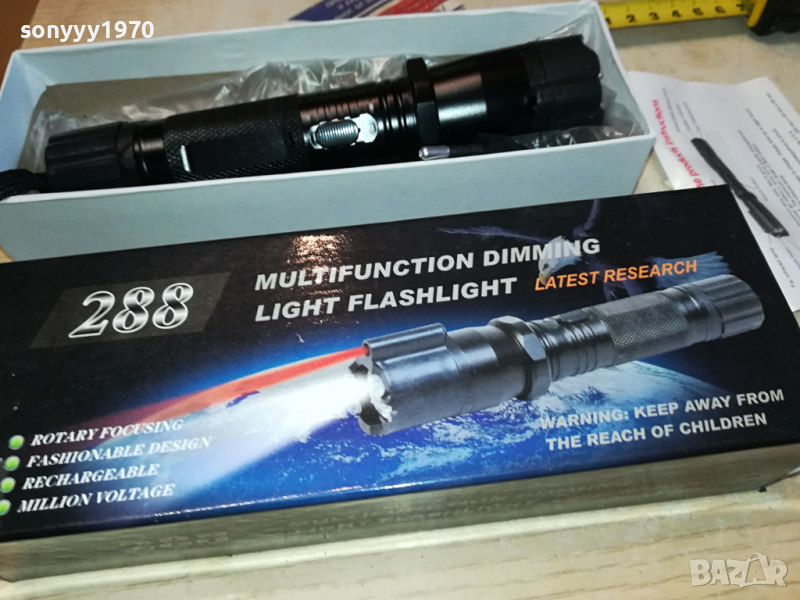 sonyyy1970
288
MULTIFUNCTION DIMMING
LIGHT FLASHLIGHT LATEST RESEARCH
ROTARY FOCUSING
FASHIONABLE DESIGN
RECHARGEABLE
MILLION VOLTAGE
WARNING: KEEP AWAY FROM
THE REACH OF CHILDREN
288
BAZAR